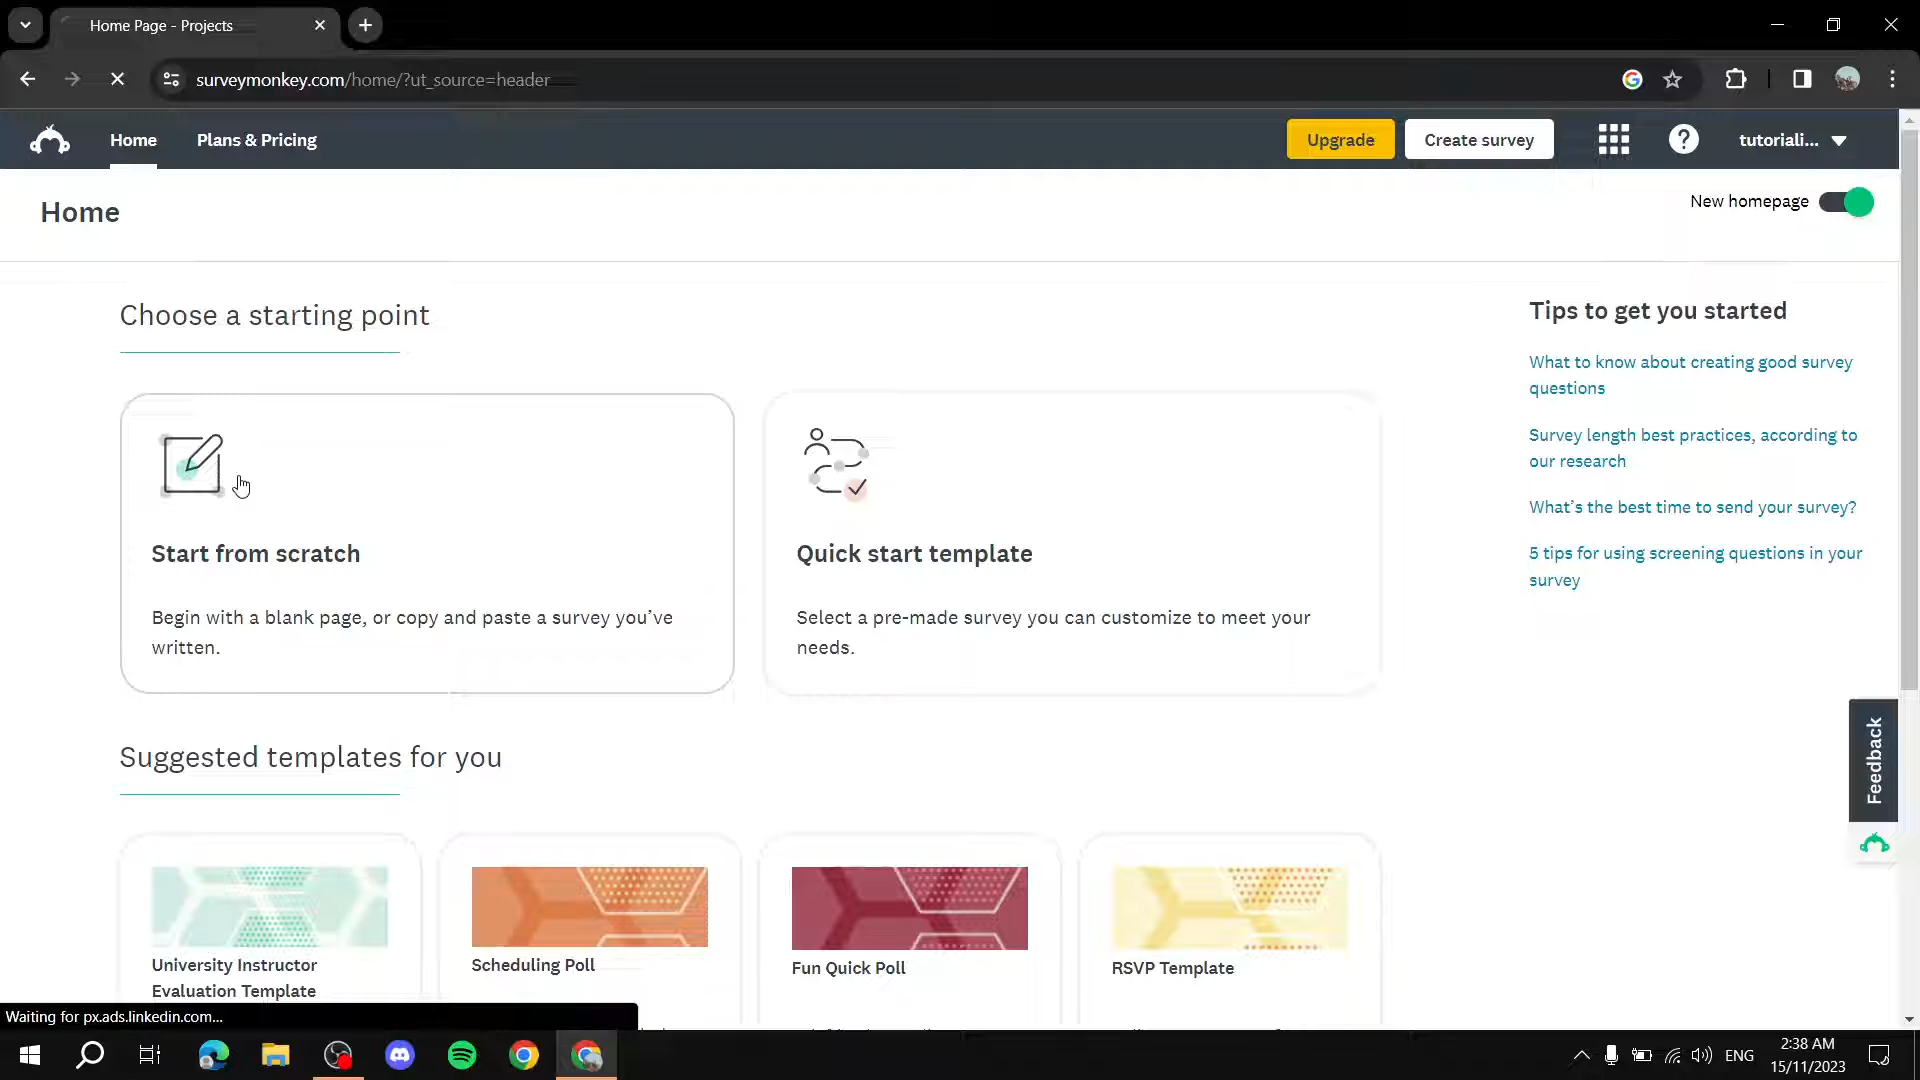 Home Page - Projects
surveymonkey.com/home/?ut_source=header
Home
Plans & Pricing
Upgrade
Create survey
tutoriali...
Home
New homepage
Choose a starting point
Start from scratch
Begin with a blank page, or copy and paste a survey you’ve
written.
Quick start template
Select a pre-made survey you can customize to meet your
needs.
Tips to get you started
What to know about creating good survey
questions
Survey length best practices, according to
our research
What’s the best time to send your survey?
5 tips for using screening questions in your
survey
Feedback
Suggested templates for you
University Instructor
Evaluation Template
Scheduling Poll
Fun Quick Poll
RSVP Template
Waiting for px.ads.linkedin.com...
ENG
2:38 AM
15/11/2023